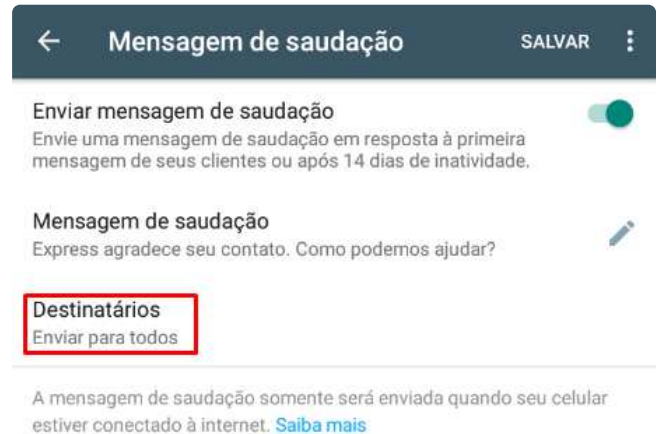 Mensagem de saudação SALVAR
Enviar mensagem de saudação
Envie uma mensagem de saudação em resposta à primeira
mensagem de seus clientes ou após 14 dias de inatividade.
Mensagem de saudação
Express agradece seu contato. Como podemos ajudar?
Destinatários
Enviar para todos
A mensagem de saudação somente será enviada quando seu celular
estiver conectado à internet. Saiba mais